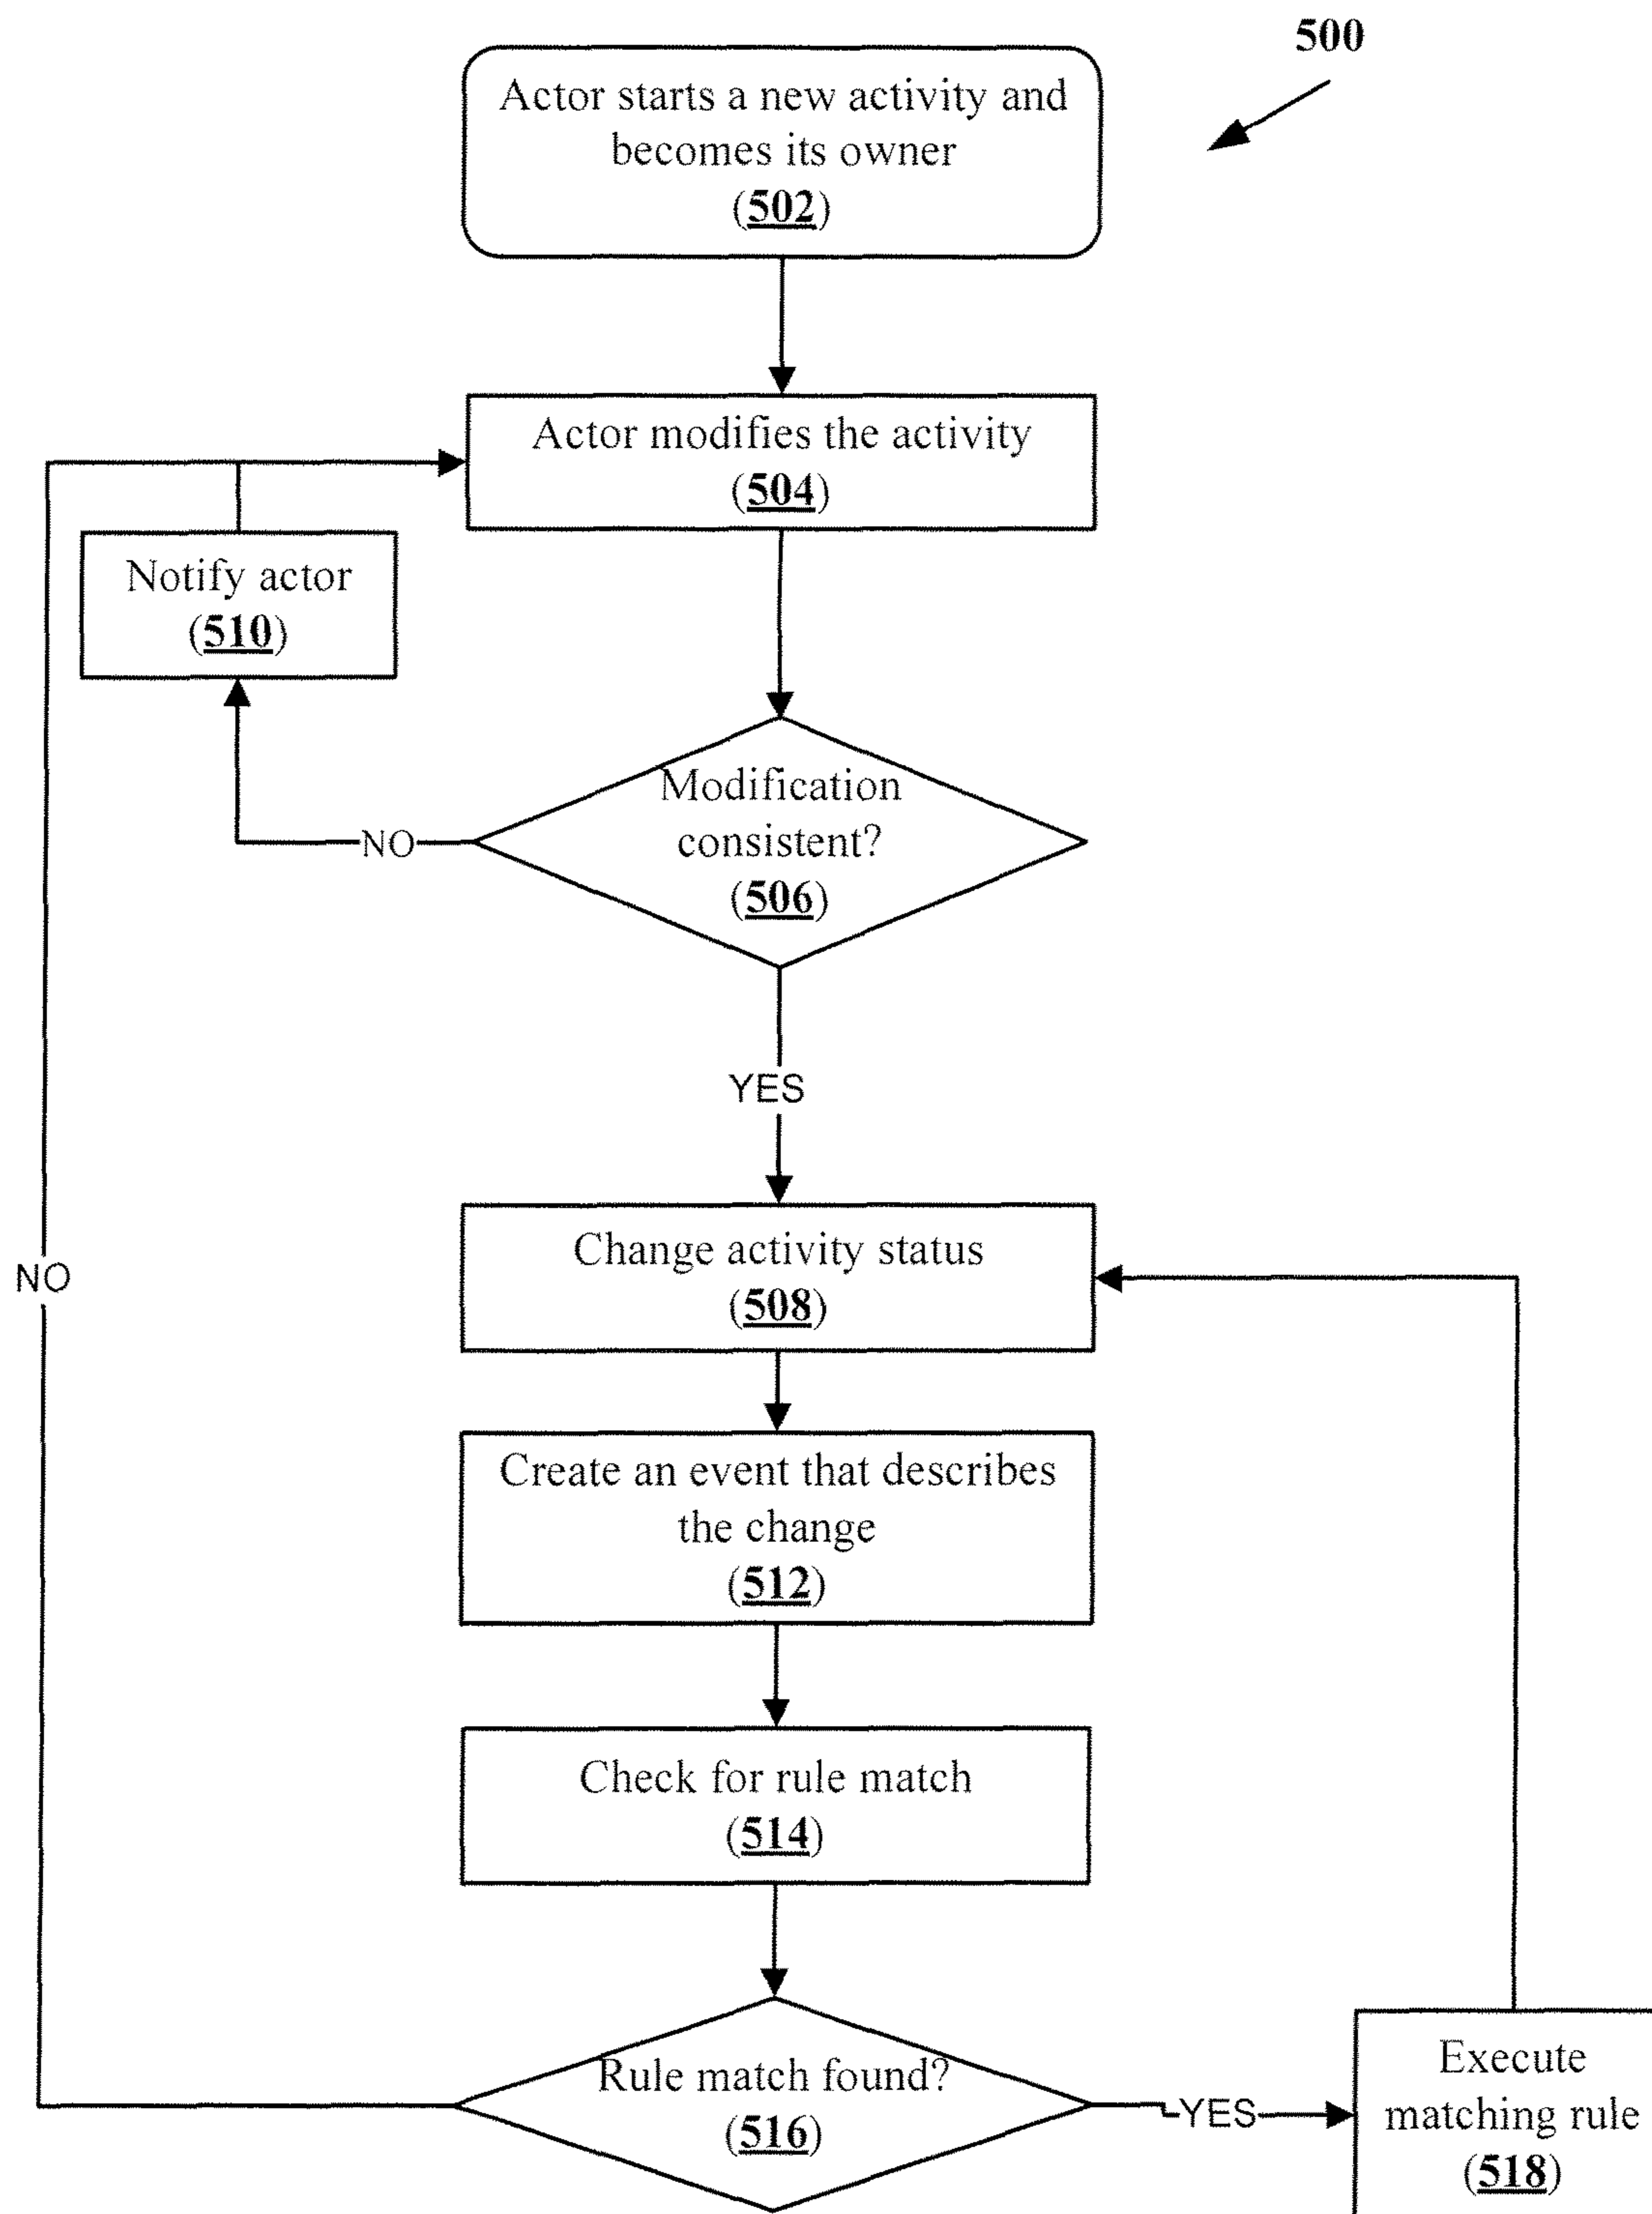 500
Actor starts a new activity and
becomes its owner
(502)
Actor modifies the activity
(504)
Notify actor
(510)
Modification
consistent?
(506)
NO
YES
Change activity status
(508)
NO
Create an event that describes
the change
(512)
Check for rule match
(514)
Rule match found?
(516)
YES
Execute
matching rule
(518)